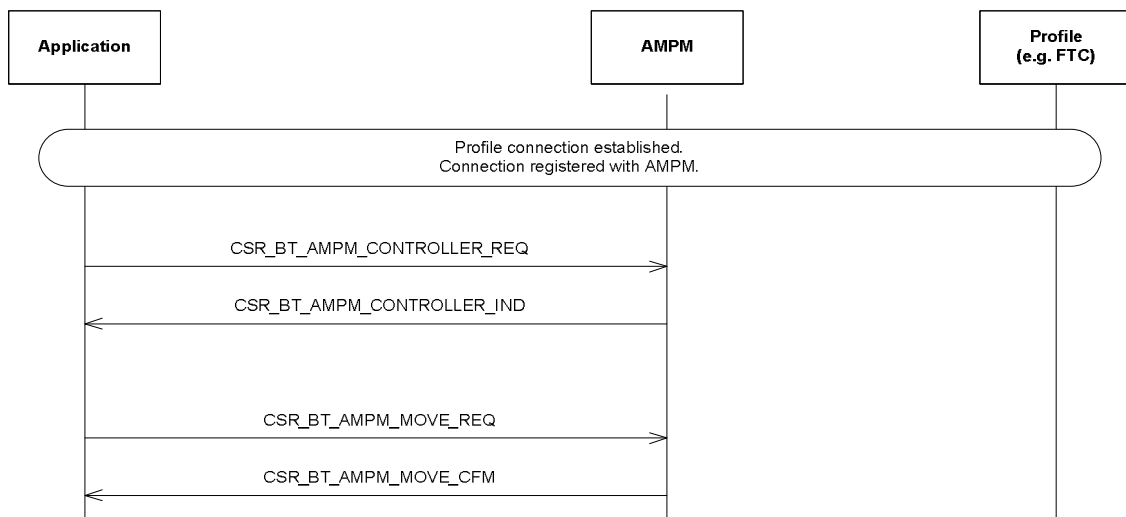 Application
AMPM
Profile
(e.g. FTC)
Profile connection established.
Connection registered with AMPM.
CSR_BT_AMPM_CONTROLLER_REQ
CSR_BT_AMPM_CONTROLLER_IND
CSR_BT_AMPM_MOVE_REQ
CSR_BT_AMPM_MOVE_CFM